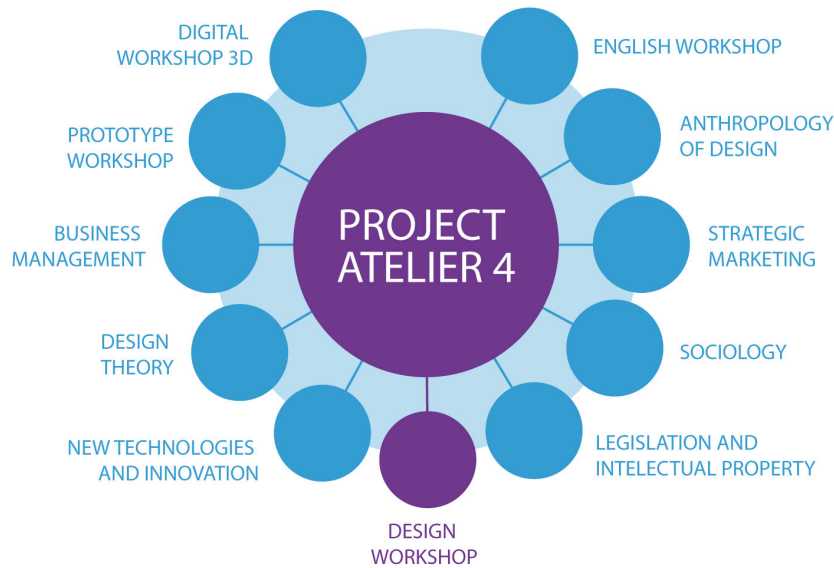 DIGITAL
WORKSHOP 3D
ENGLISH WORKSHOP
PROTOTYPE
WORKSHOP
ANTHROPOLOGY
OF DESIGN
PROJECT
ATELIER 4
BUSINESS
MANAGEMENT
STRATEGIC
MARKETING
DESIGN
THEORY
SOCIOLOGY
NEW TECHNOLOGIES
AND INNOVATION
LEGISLATION AND
INTELECTUAL PROPERTY
DESIGN
WORKSHOP